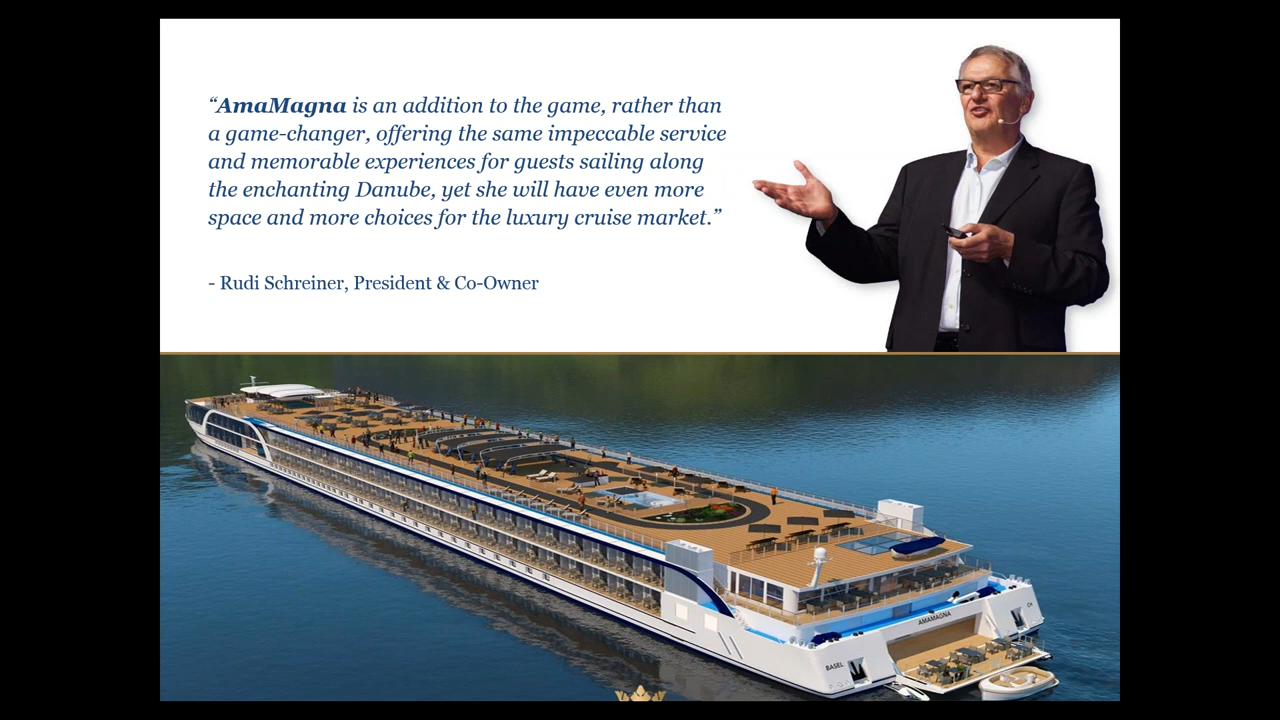 “AmaMagna is an addition to the game, rather than
a game-changer, offering the same impeccable service
and memorable experiences for guests sailing along
the enchanting Danube, yet she will have even more
space and more choices for the luxury cruise market.”
- Rudi Schreiner, President & Co-Owner
AMAMAGNA
CH
BASEL